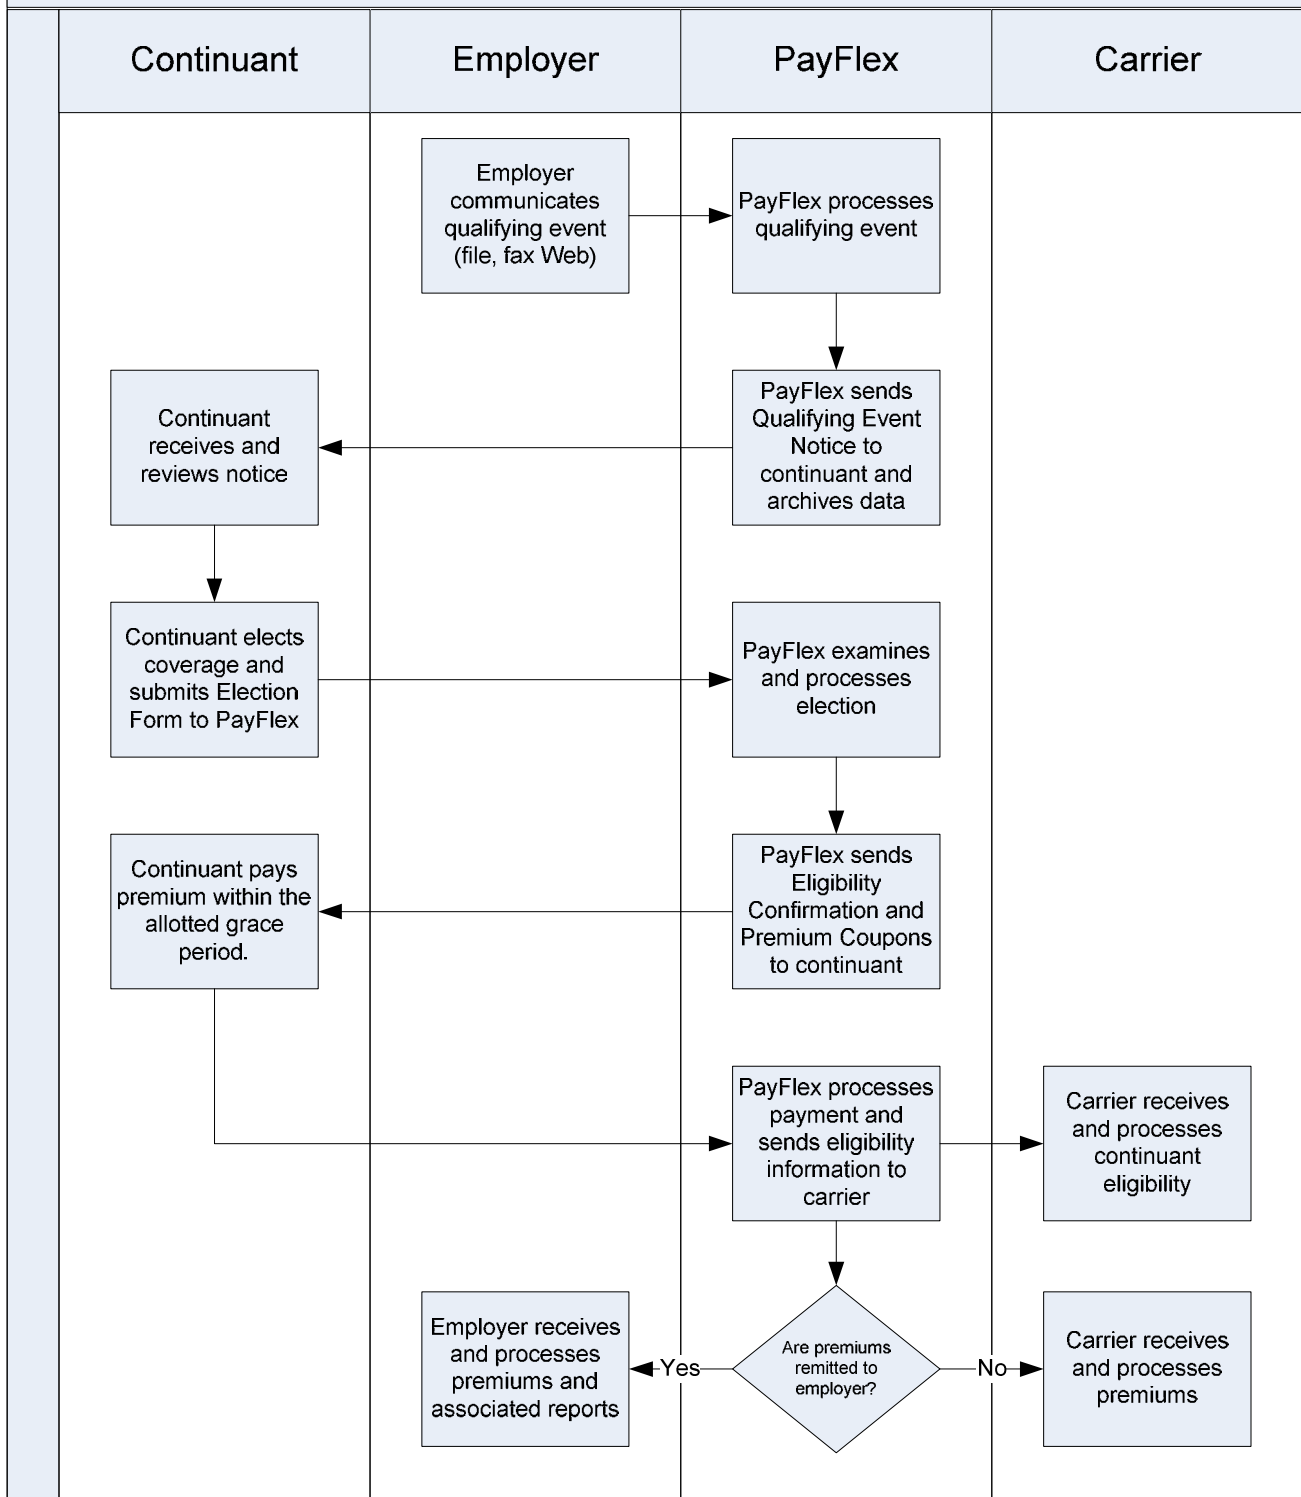 Continuant
Employer
PayFlex
Carrier
Employer
communicates
qualifying event
(file, fax Web)
PayFlex processes
qualifying event
Continuant
receives and
reviews notice
PayFlex sends
Qualifying Event
Notice to
continuant and
archives data
Continuant elects
coverage and
submits Election
Form to PayFlex
PayFlex examines
and processes
election
Continuant pays
premium within the
allotted grace
period.
PayFlex sends
Eligibility
Confirmation and
Premium Coupons
to continuant
PayFlex processes
payment and
sends eligibility
information to
carrier
Carrier receives
and processes
continuant
eligibility
Employer receives
and processes
premiums and
associated reports
Yes
Are premiums
remitted to
employer?
No
Carrier receives
and processes
premiums